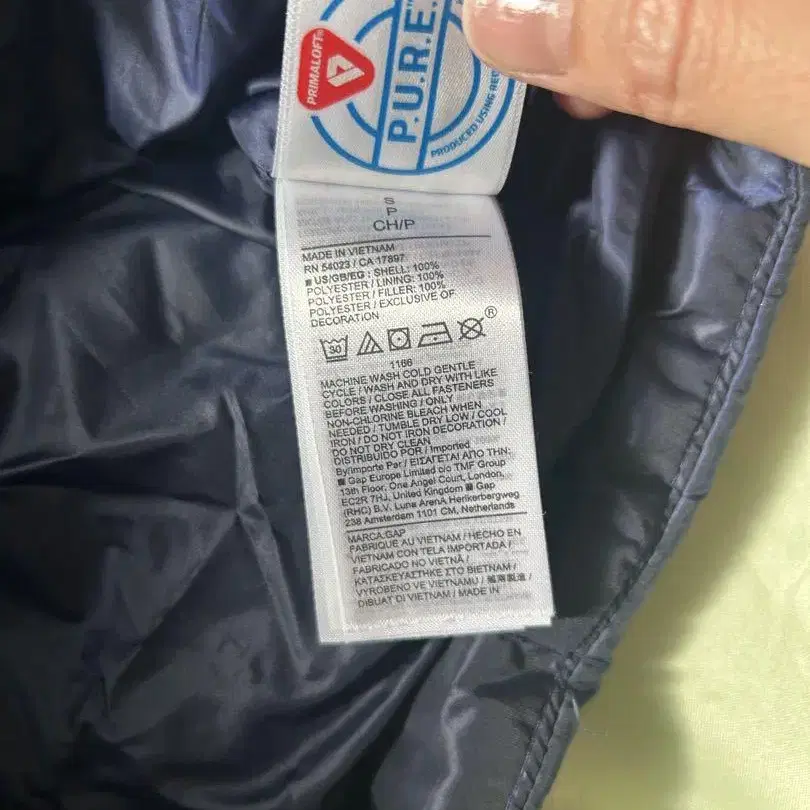 PRIMALOFT®
P.U.R.E.™
PRODUCED USING
S
P
CH/P
MADE IN VIETNAM
RN 54023 / CA 17897
■ US/GB/EG : SHELL: 100%
POLYESTER / LINING: 100%
POLYESTER / FILLER: 100%
POLYESTER / EXCLUSIVE OF
DECORATION
30
®
1166
MACHINE WASH COLD GENTLE
CYCLE / WASH AND DRY WITH LIKE
COLORS / CLOSE ALL FASTENERS
BEFORE WASHING / ONLY
NON-CHLORINE BLEACH WHEN
NEEDED / TUMBLE DRY LOW / COOL
IRON / DO NOT IRON DECORATION /
DO NOT DRY CLEAN
DISTRIBUIDO POR / Imported
By/Importe Par / ΕΙΣΑΓΕΤΑΙ ΑΠΟ ΤΗΝ:
■ Gap Europe Limited c/o TMF Group
13th Floor, One Angel Court, London,
EC2R 7HJ, United Kingdom ■ Gap
(RHC) B.V. Lune ArenA Herikerbergweg
238 Amsterdam 1101 CM, Netherlands
MARCA:GAP
FABRIQUÉ AU VIETNAM / HECHO EN
VIETNAM CON TELA IMPORTADA /
FABRICADO NO VIETNÃ /
ΚΑΤΑΣΚΕΥΑΣΤΗΚΕ ΣΤΟ ΒΙΕΤΝΑΜ /
VYROBENO VE VIETNAMU / 越南製造 /
DIBUAT DI VIETNAM / MADE IN